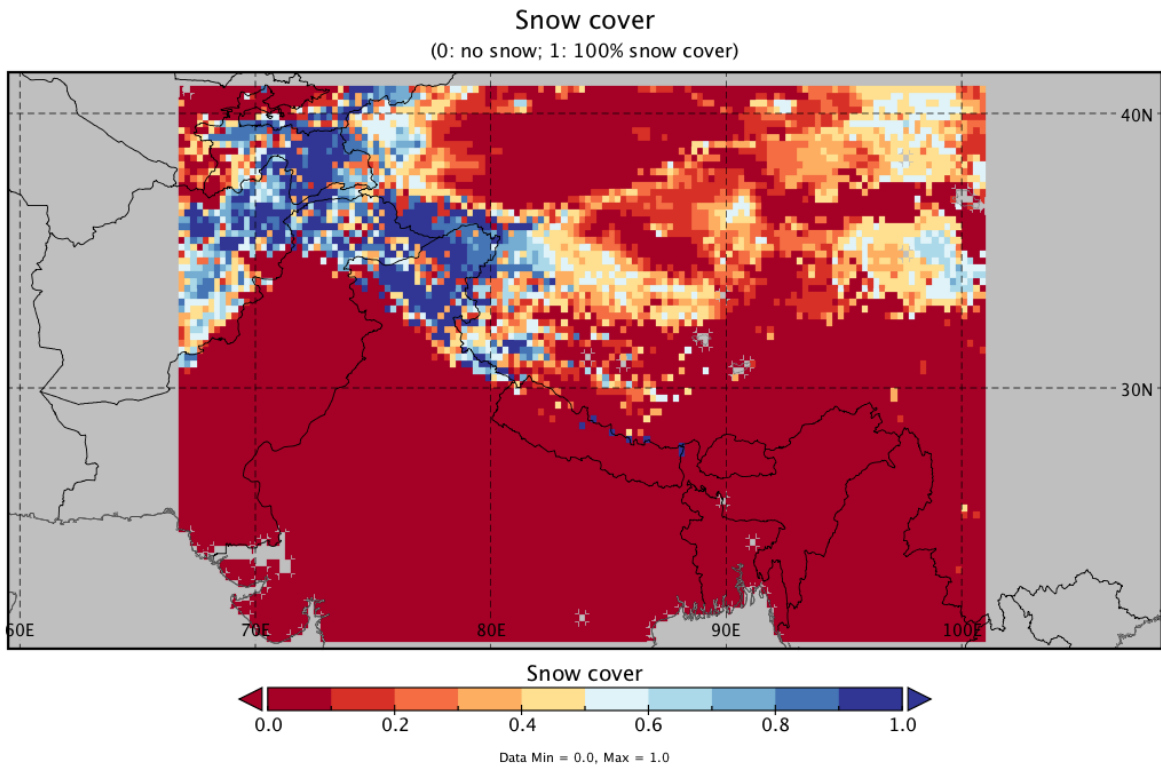 Snow cover
(0: no snow; 1: 100% snow cover)
40N
30N
60E 70E 80E 90E 100E
Snow cover
0.0 0.2 0.4 0.6 0.8 1.0
Data Min = 0.0, Max = 1.0